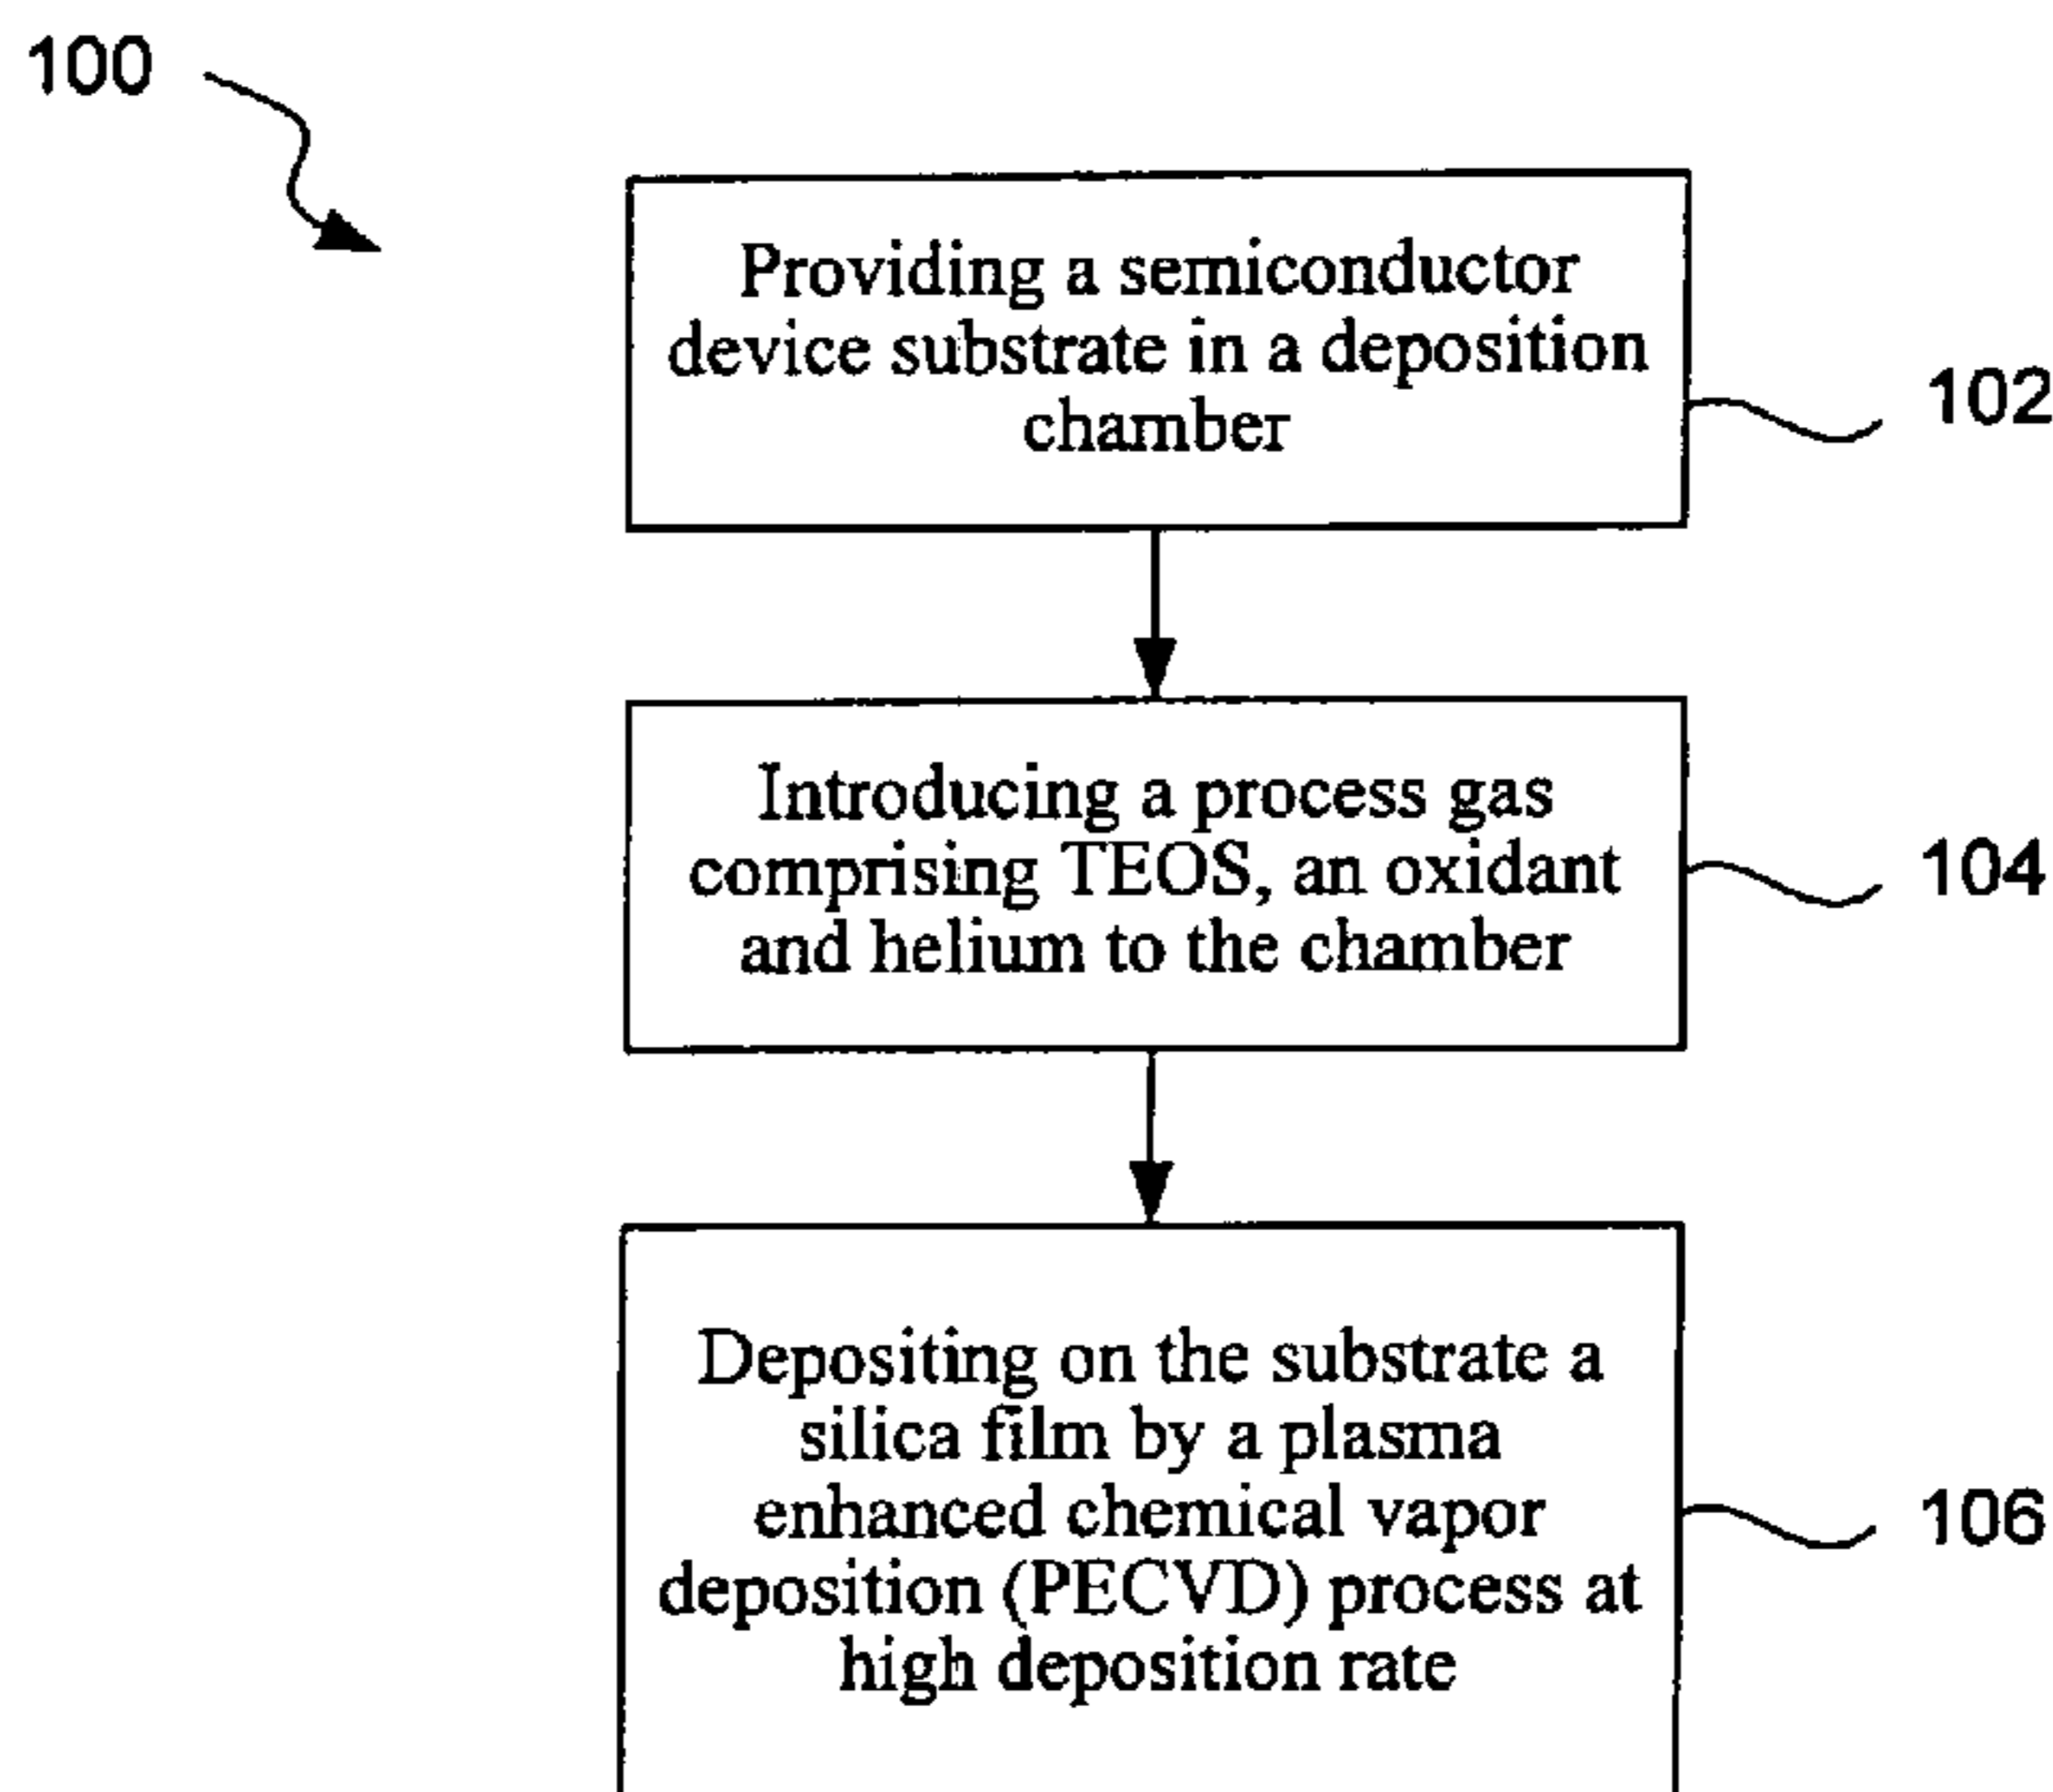 100
Providing a semiconductor
device substrate in a deposition
chamber
102
Introducing a process gas
comprising TEOS, an oxidant
and helium to the chamber
104
Depositing on the substrate a
silica film by a plasma
enhanced chemical vapor
deposition (PECVD) process at
high deposition rate
106